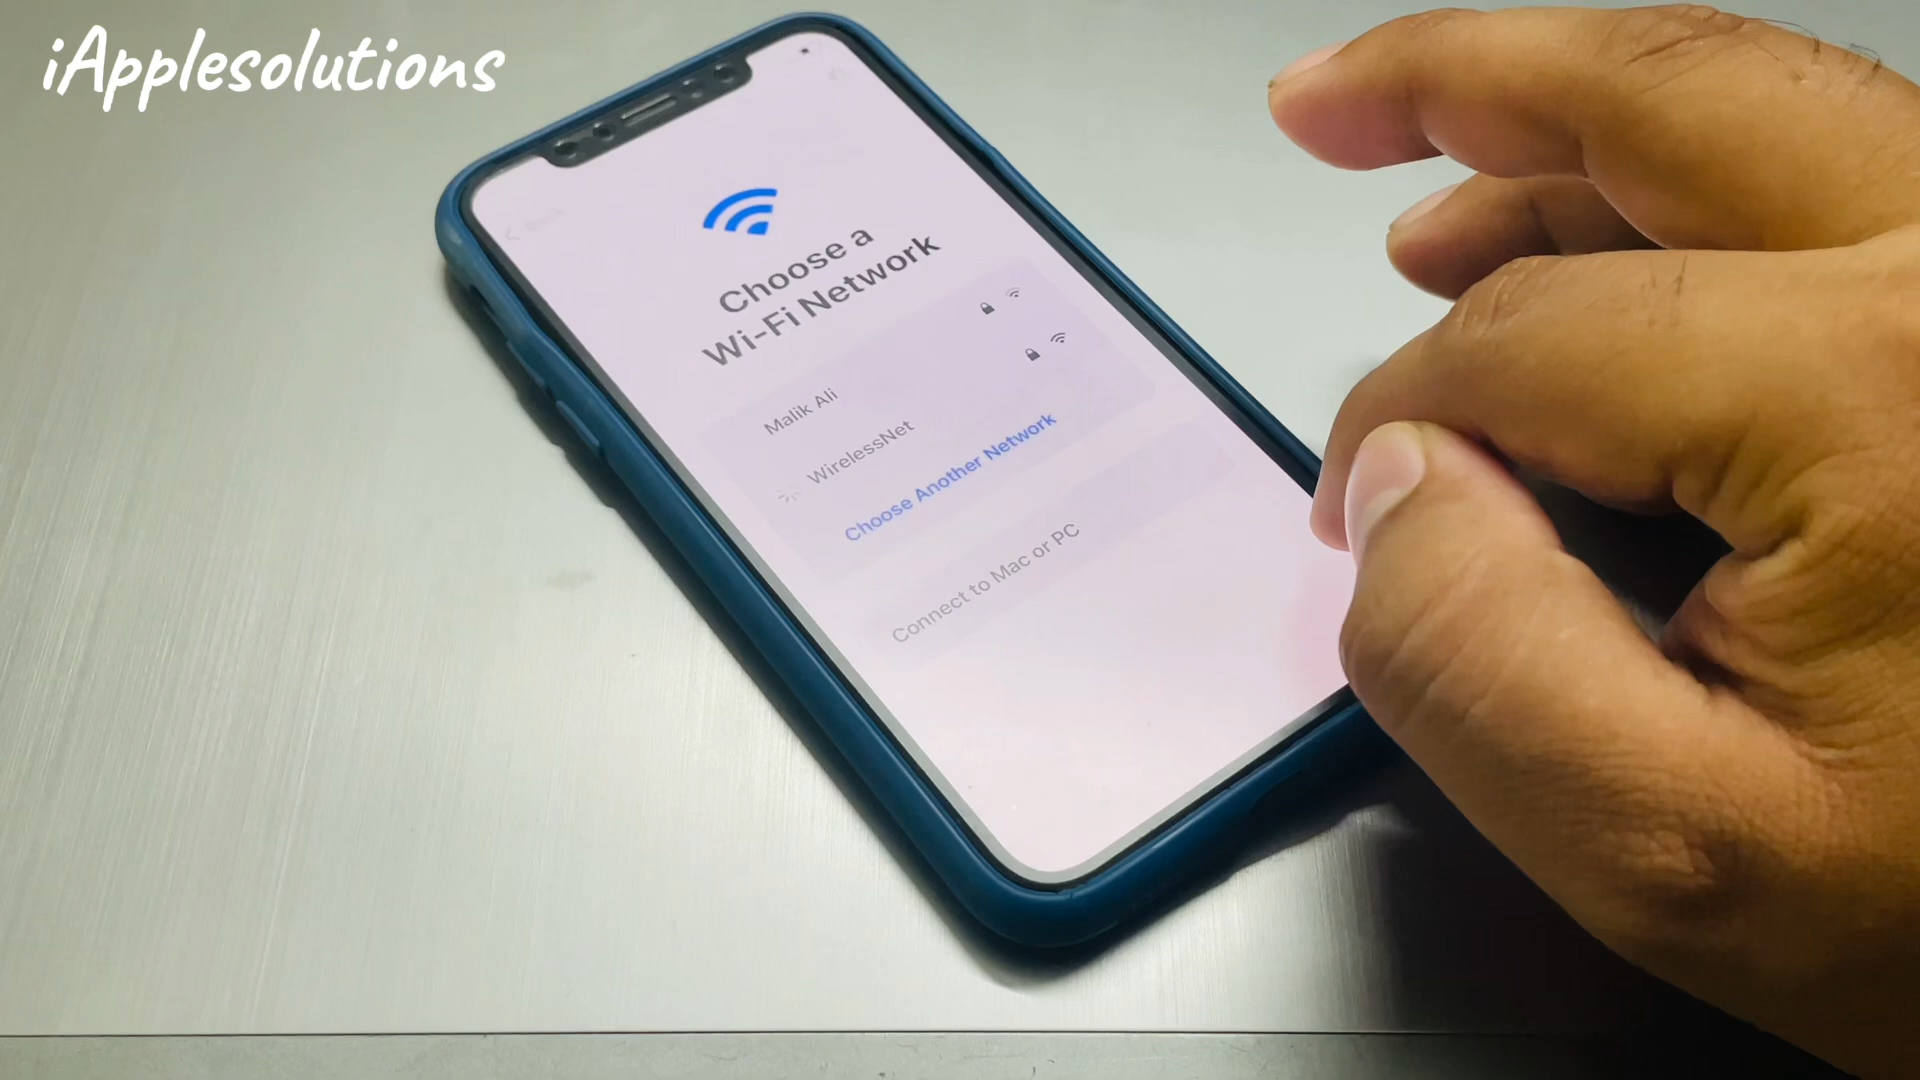 iApplesolutions
Choose a
Wi-Fi Network
Malik Ali
WirelessNet
Choose Another Network
Connect to Mac or PC